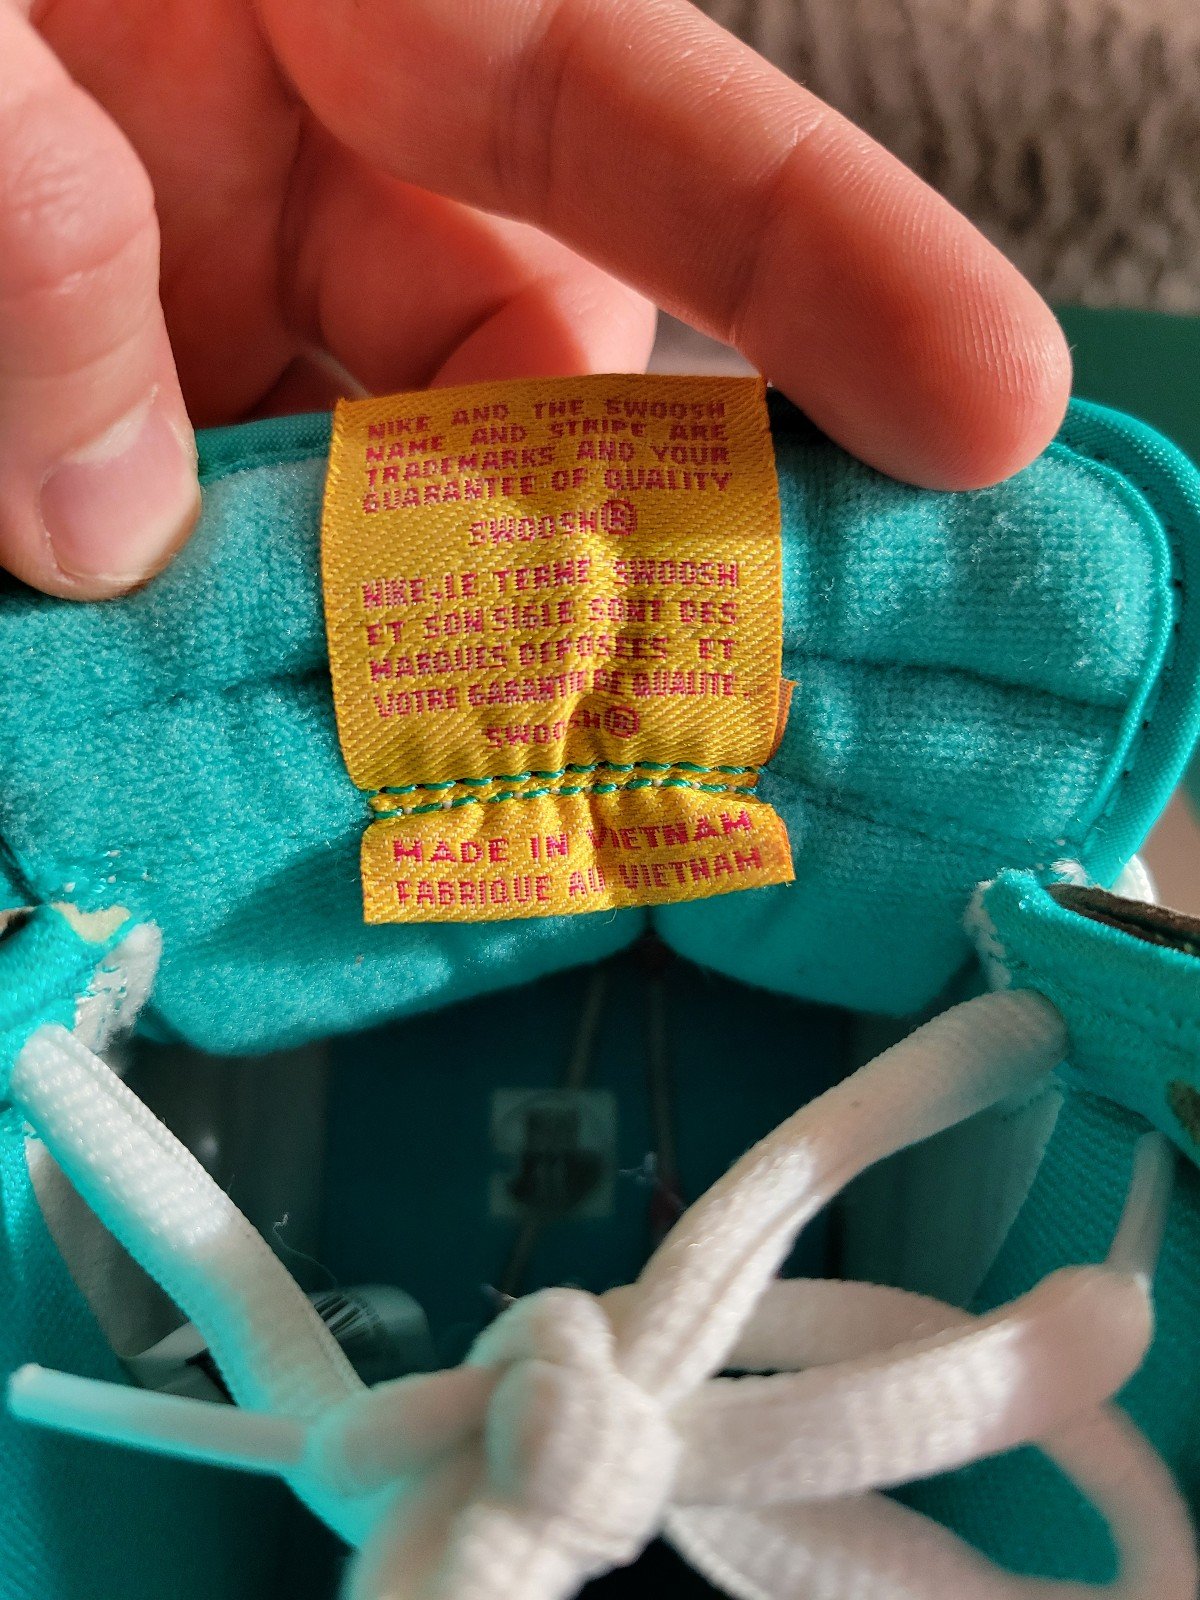 NIKE AND THE SWOOSH
NAME AND STRIPE ARE
TRADEMARKS AND YOUR
GUARANTEE OF QUALITY
SWOOSH®
NIKE, LE TERME SWOOSH
ET SON SIGLE SONT DES
MARQUES DEPOSEES ET
VOTRE GARANTIE DE QUALITE.
SWOOSH®
MADE IN VIETNAM
FABRIQUE AU VIETNAM